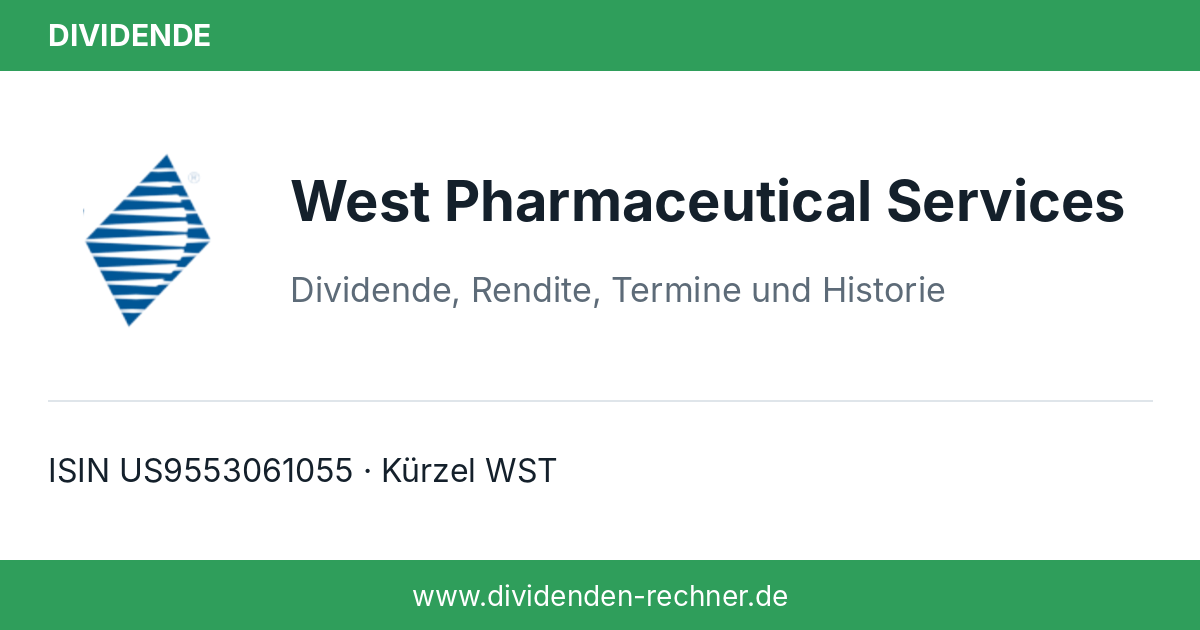 DIVIDENDE
®
West Pharmaceutical Services
Dividende, Rendite, Termine und Historie
ISIN US9553061055 · Kürzel WST
www.dividenden-rechner.de